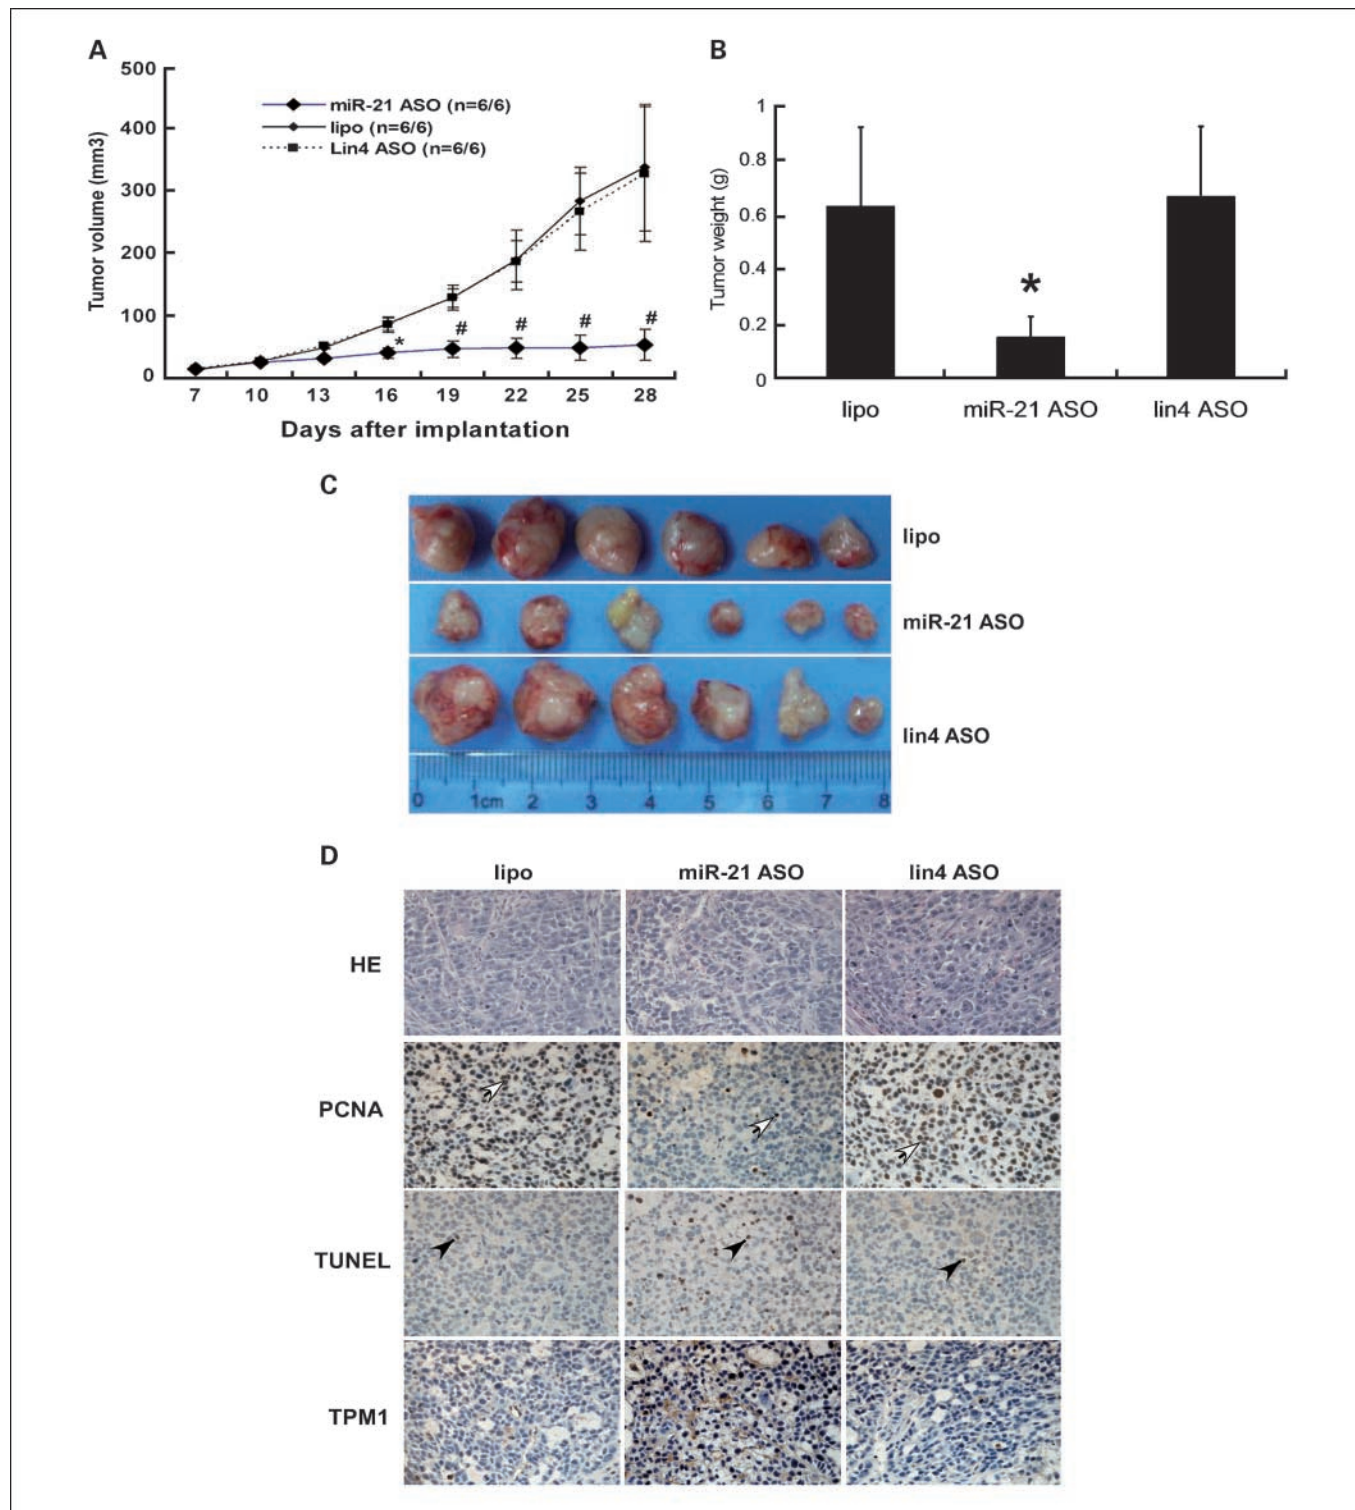 A
500
400
300
200
100
0
Tumor volume (mm3)
miR-21 ASO (n=6/6)
lipo (n=6/6)
Lin4 ASO (n=6/6)
*
#
#
#
#
7 10 13 16 19 22 25 28
Days after implantation
B
1
0.8
0.6
0.4
0.2
0
Tumor weight (g)
*
lipo miR-21 ASO lin4 ASO
C
lipo
miR-21 ASO
lin4 ASO
0 1cm 2 3 4 5 6 7 8
D
lipo miR-21 ASO lin4 ASO
HE
PCNA
TUNEL
TPM1